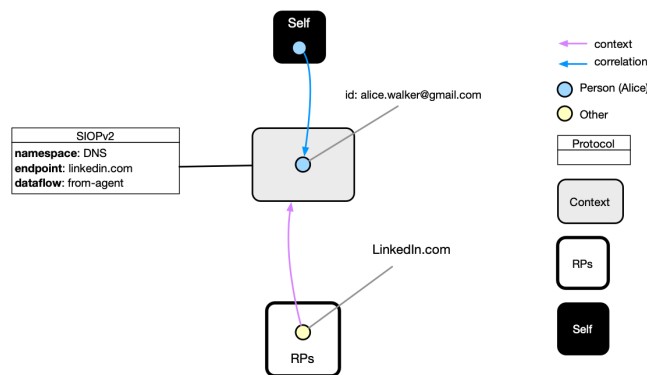 Self
id: alice.walker@gmail.com
SIOPv2
namespace: DNS
endpoint: linkedin.com
dataflow: from-agent
LinkedIn.com
RPs
context
correlation
Person (Alice)
Other
Protocol
Context
RPs
Self